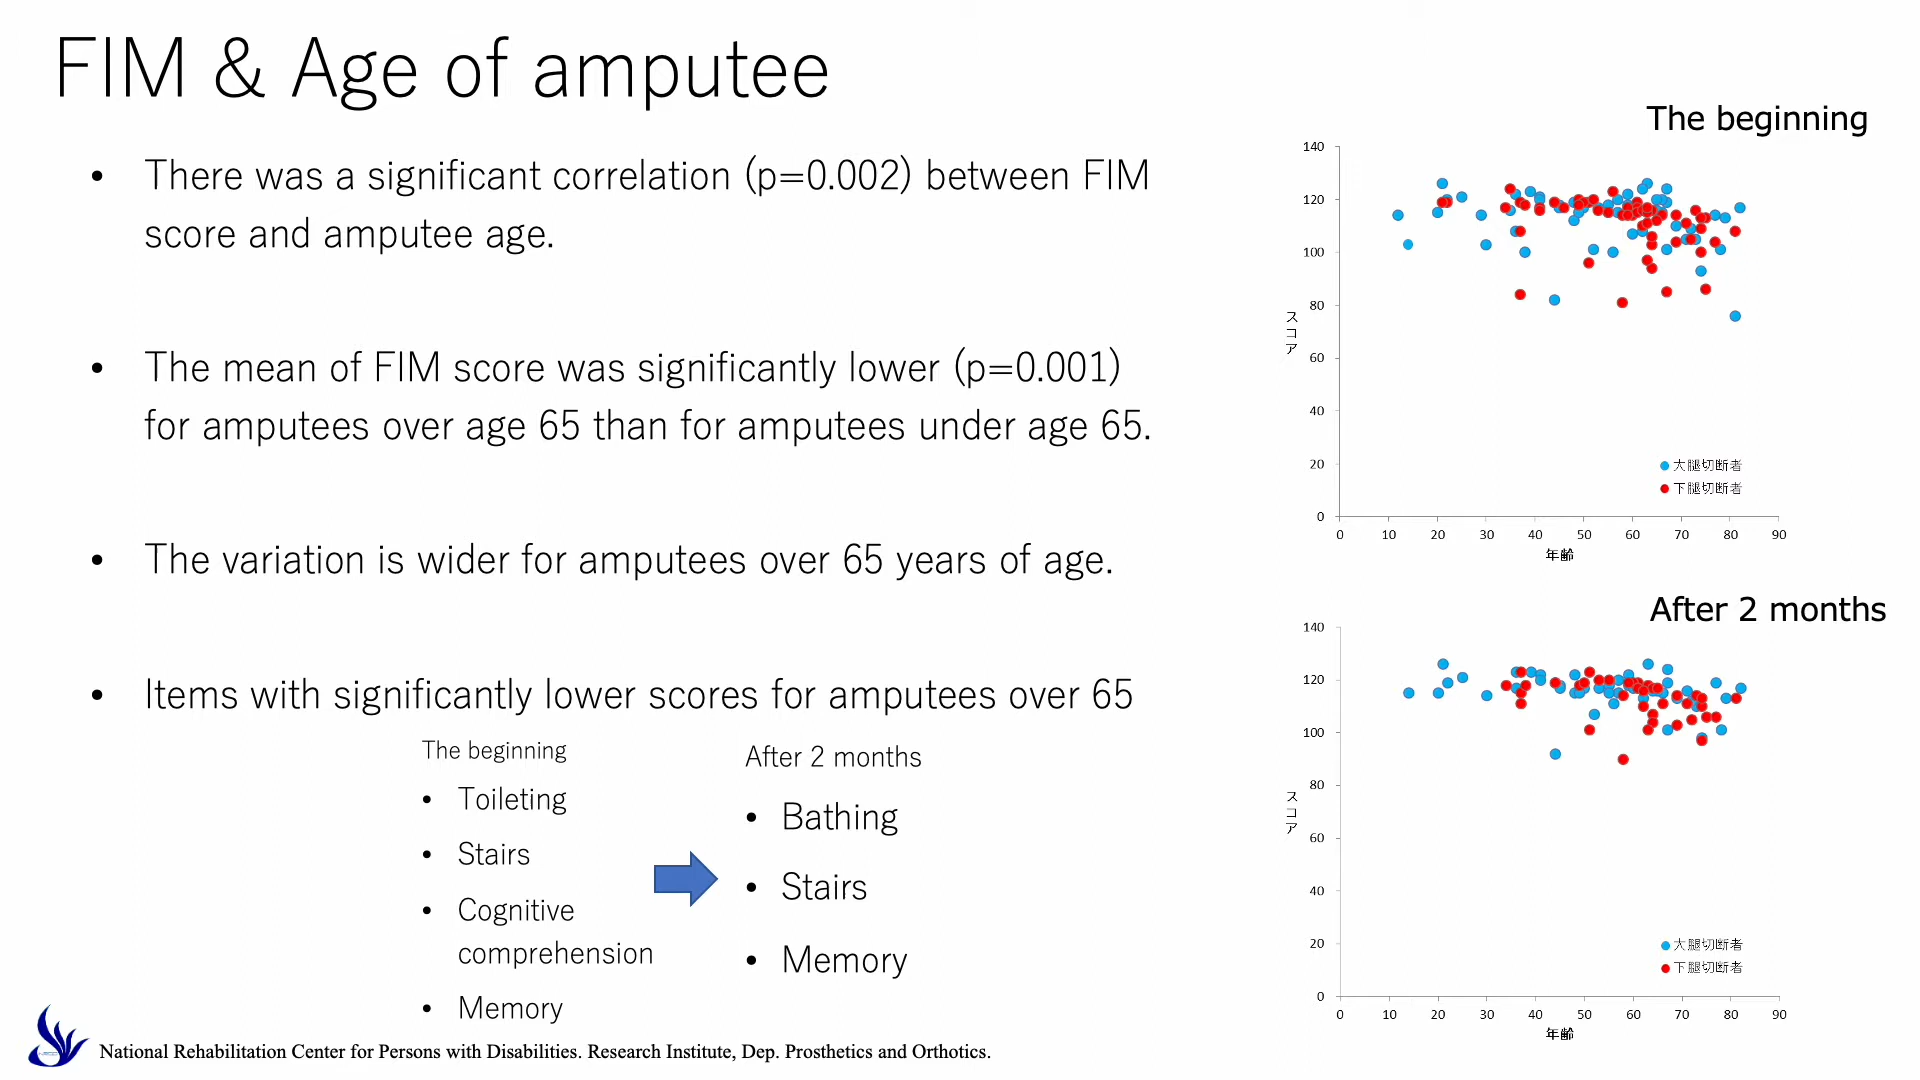 FIM & Age of amputee
• There was a significant correlation (p=0.002) between FIM
score and amputee age.
• The mean of FIM score was significantly lower (p=0.001)
for amputees over age 65 than for amputees under age 65.
• The variation is wider for amputees over 65 years of age.
• Items with significantly lower scores for amputees over 65
The beginning
• Toileting
• Stairs
• Cognitive
comprehension
• Memory
After 2 months
• Bathing
• Stairs
• Memory
The beginning
140
120
100
80
60
40
20
0
スコア
0 10 20 30 40 50 60 70 80 90
年齢
大腿切断者
下腿切断者
After 2 months
140
120
100
80
60
40
20
0
スコア
0 10 20 30 40 50 60 70 80 90
年齢
大腿切断者
下腿切断者
National Rehabilitation Center for Persons with Disabilities. Research Institute, Dep. Prosthetics and Orthotics.